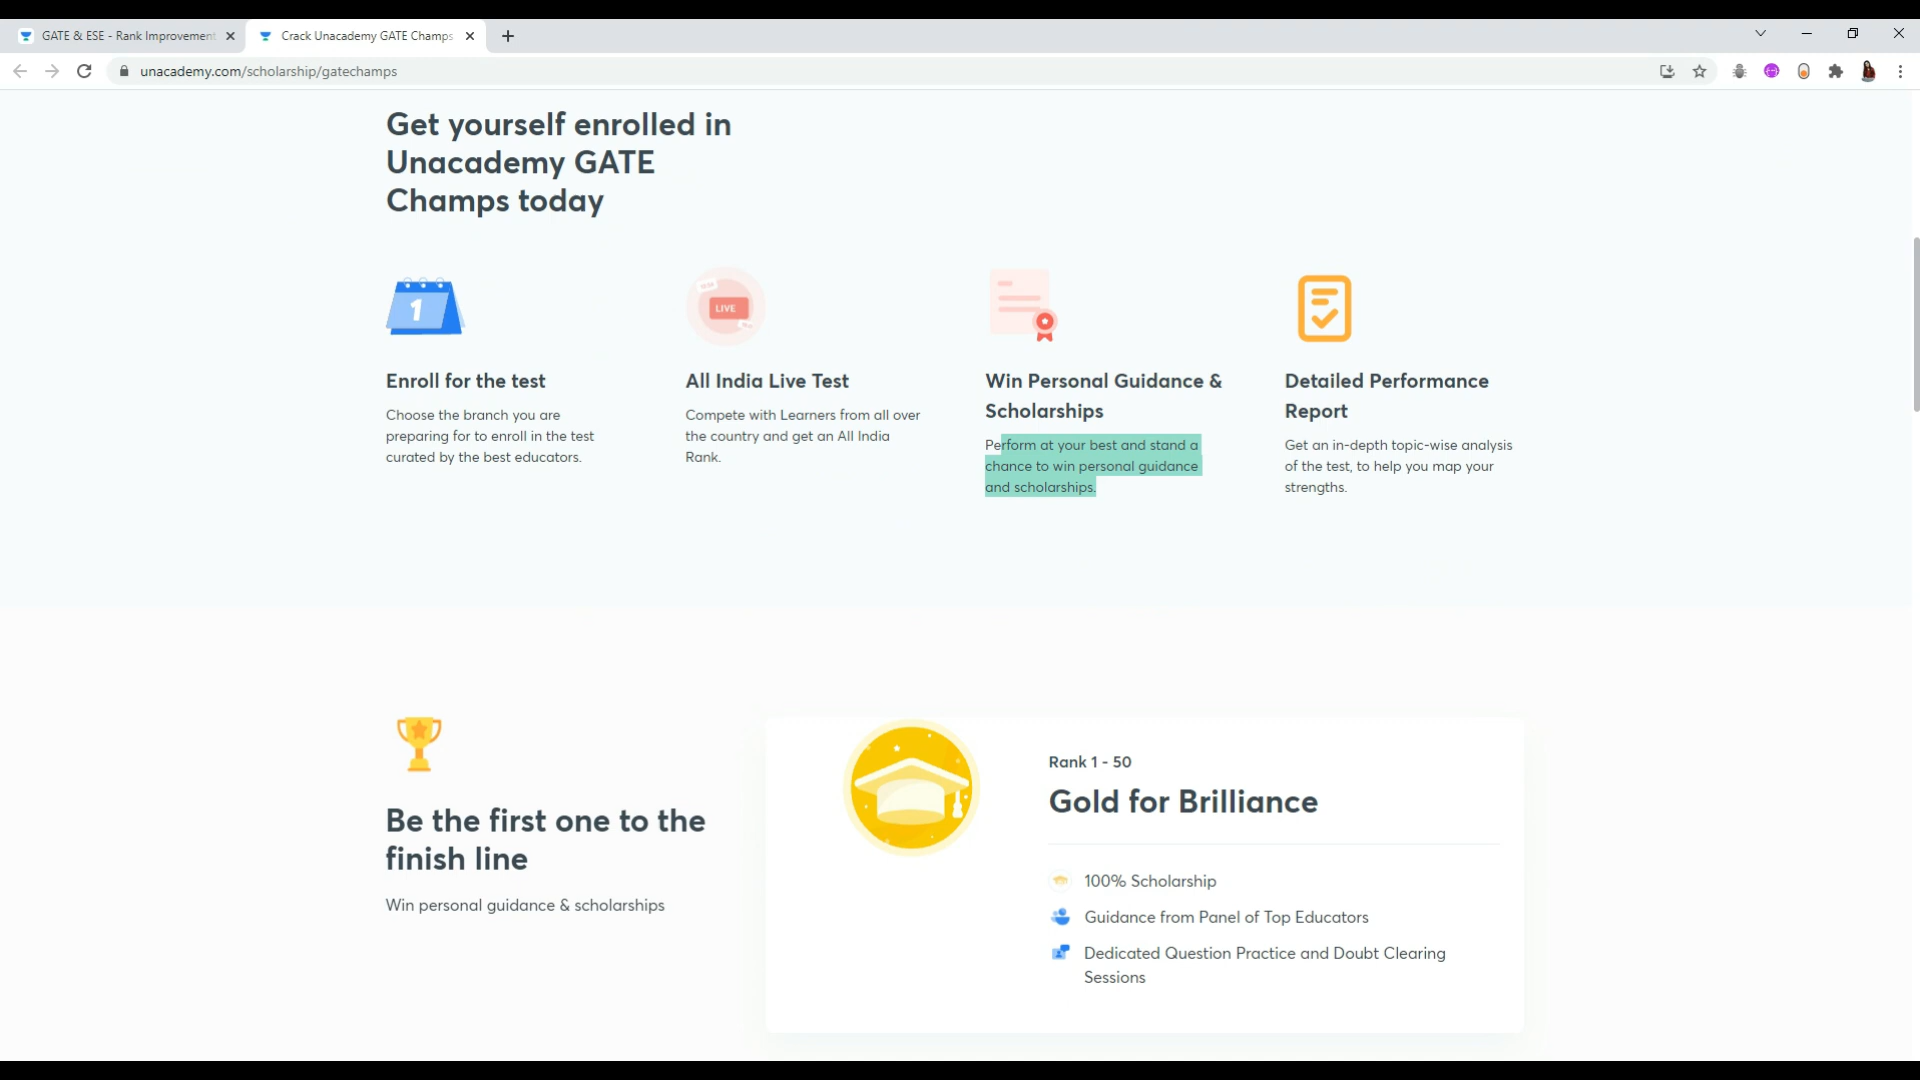 GATE & ESE - Rank Improvement
Crack Unacademy GATE Champs
unacademy.com/scholarship/gatechamps
Get yourself enrolled in
Unacademy GATE
Champs today
1
LIVE
Enroll for the test
Choose the branch you are
preparing for to enroll in the test
curated by the best educators.
All India Live Test
Compete with Learners from all over
the country and get an All India
Rank.
Win Personal Guidance &
Scholarships
Perform at your best and stand a
chance to win personal guidance
and scholarships.
Detailed Performance
Report
Get an in-depth topic-wise analysis
of the test, to help you map your
strengths.
Be the first one to the
finish line
Win personal guidance & scholarships
Rank 1 - 50
Gold for Brilliance
100% Scholarship
Guidance from Panel of Top Educators
Dedicated Question Practice and Doubt Clearing
Sessions